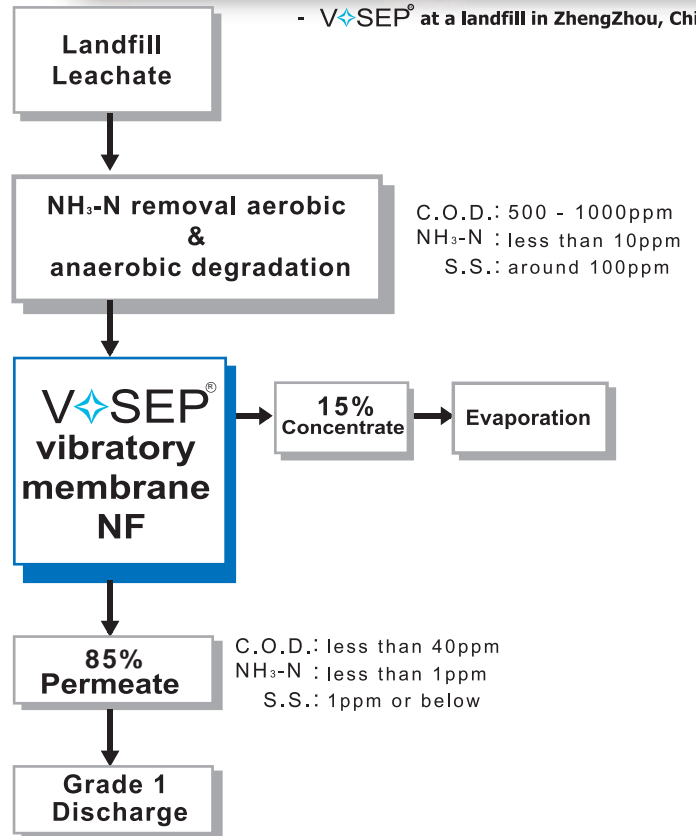 - V✧SEP® at a landfill in ZhengZhou, Chi
Landfill
Leachate
NH₃-N removal aerobic
&
anaerobic degradation
C.O.D.: 500 - 1000ppm
NH₃-N : less than 10ppm
S.S.: around 100ppm
V✧SEP®
vibratory
membrane
NF
15%
Concentrate
Evaporation
85%
Permeate
C.O.D.: less than 40ppm
NH₃-N : less than 1ppm
S.S.: 1ppm or below
Grade 1
Discharge